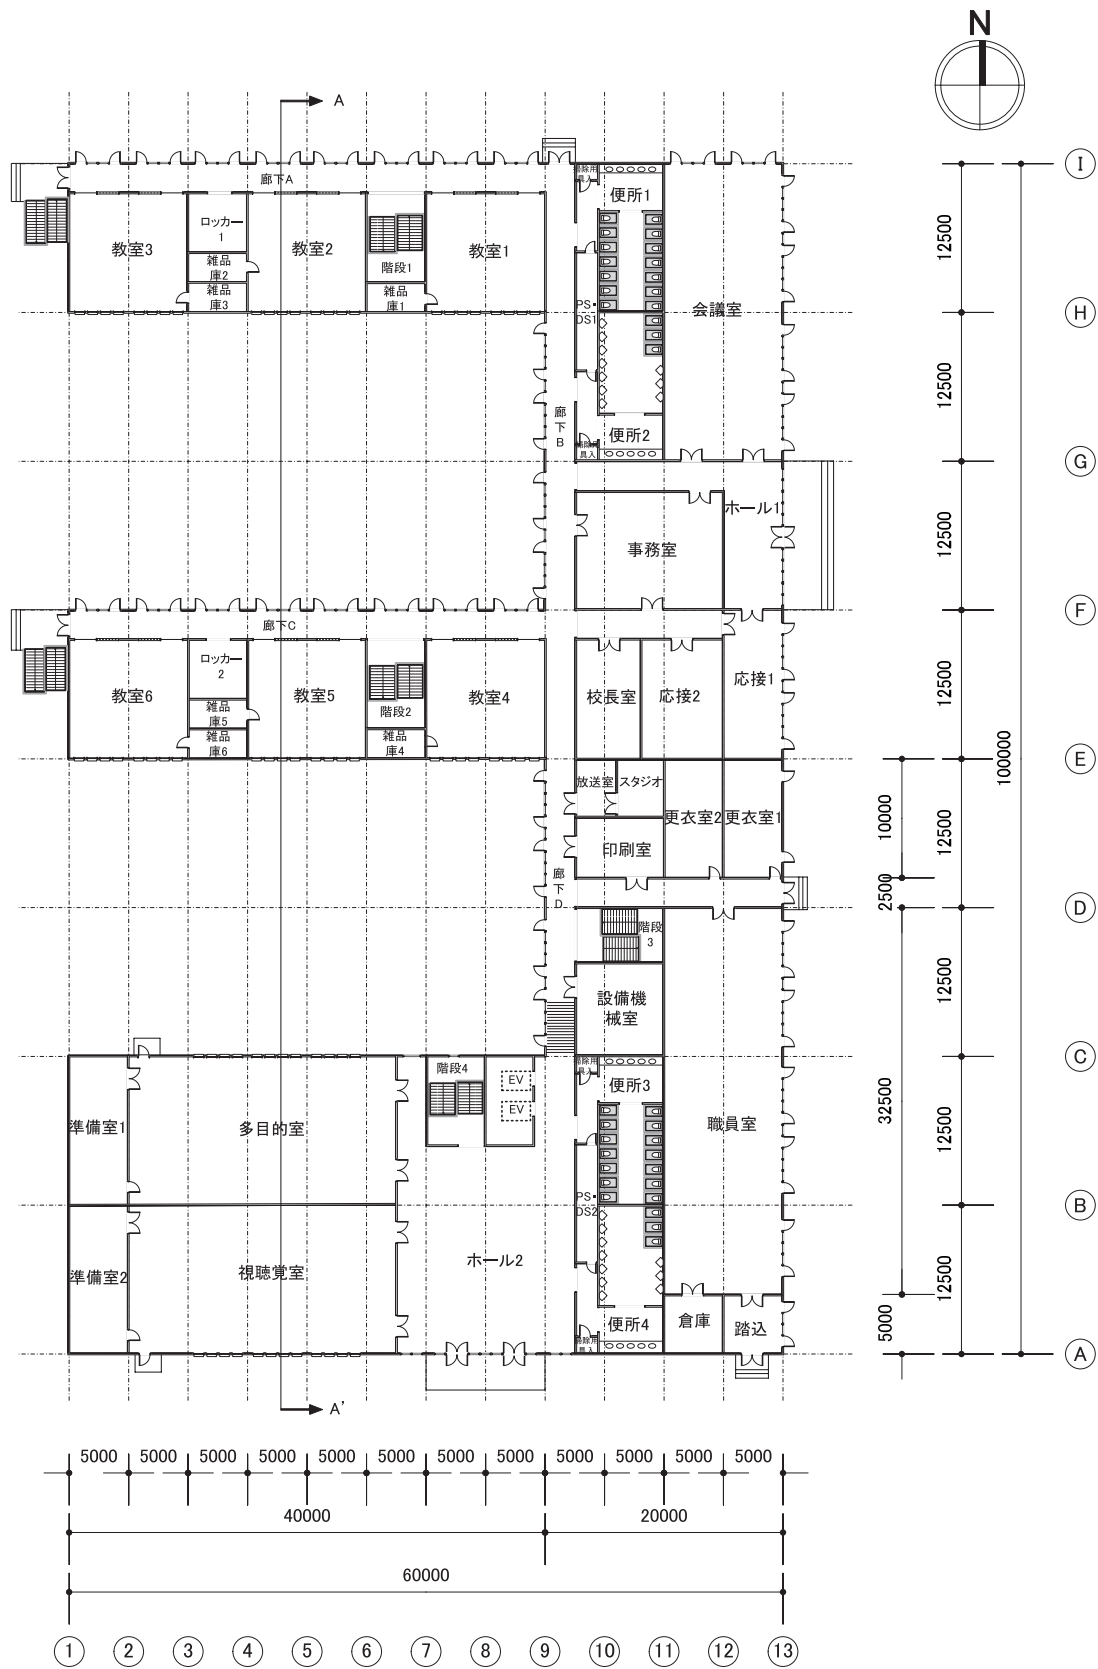 N
A
I
廊下A
掃除用
具入
便所1
ロッカー
1
教室3
教室2
教室1
雑品
庫2
階段1
雑品
庫3
雑品
庫1
PS・
DS1
会議室
12500
H
12500
廊
下
B
便所2
掃除用
具入
G
ホール1
事務室
12500
F
廊下C
ロッカー
2
教室6
教室5
教室4
校長室
応接2
応接1
雑品
庫5
階段2
雑品
庫6
雑品
庫4
12500
E
100000
放送室
スタジオ
更衣室2
更衣室1
印刷室
10000
12500
廊
下
D
2500
D
階段
3
設備機
械室
12500
C
階段4
EV
EV
掃除用
具入
便所3
準備室1
多目的室
職員室
32500
12500
B
PS・
DS2
準備室2
視聴覚室
ホール2
12500
便所4
掃除用
具入
倉庫
踏込
5000
A
A'
5000 5000 5000 5000 5000 5000 5000 5000 5000 5000 5000 5000
40000 20000
60000
1 2 3 4 5 6 7 8 9 10 11 12 13